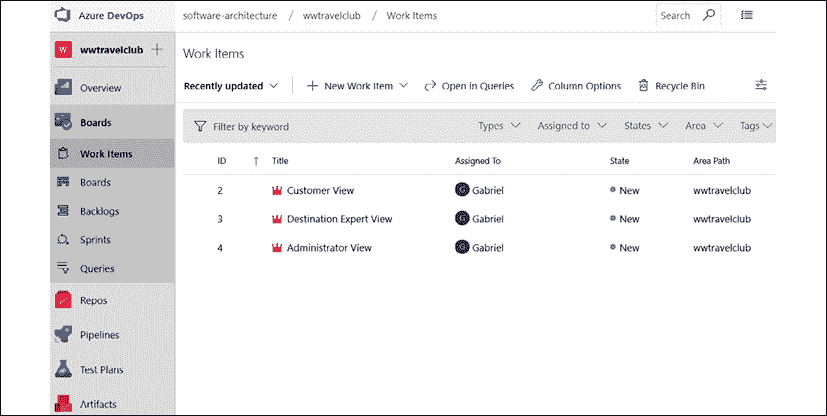 Azure DevOps software-architecture / wwtravelclub / Work Items Search
W wwtravelclub
Work Items
Overview
Recently updated New Work Item Open in Queries Column Options Recycle Bin
Boards
Filter by keyword Types Assigned to States Area Tags
Work Items
ID ↑ Title Assigned To State Area Path
Boards
2 Customer View G Gabriel New wwtravelclub
Backlogs
3 Destination Expert View G Gabriel New wwtravelclub
Sprints
4 Administrator View G Gabriel New wwtravelclub
Queries
Repos
Pipelines
Test Plans
Artifacts